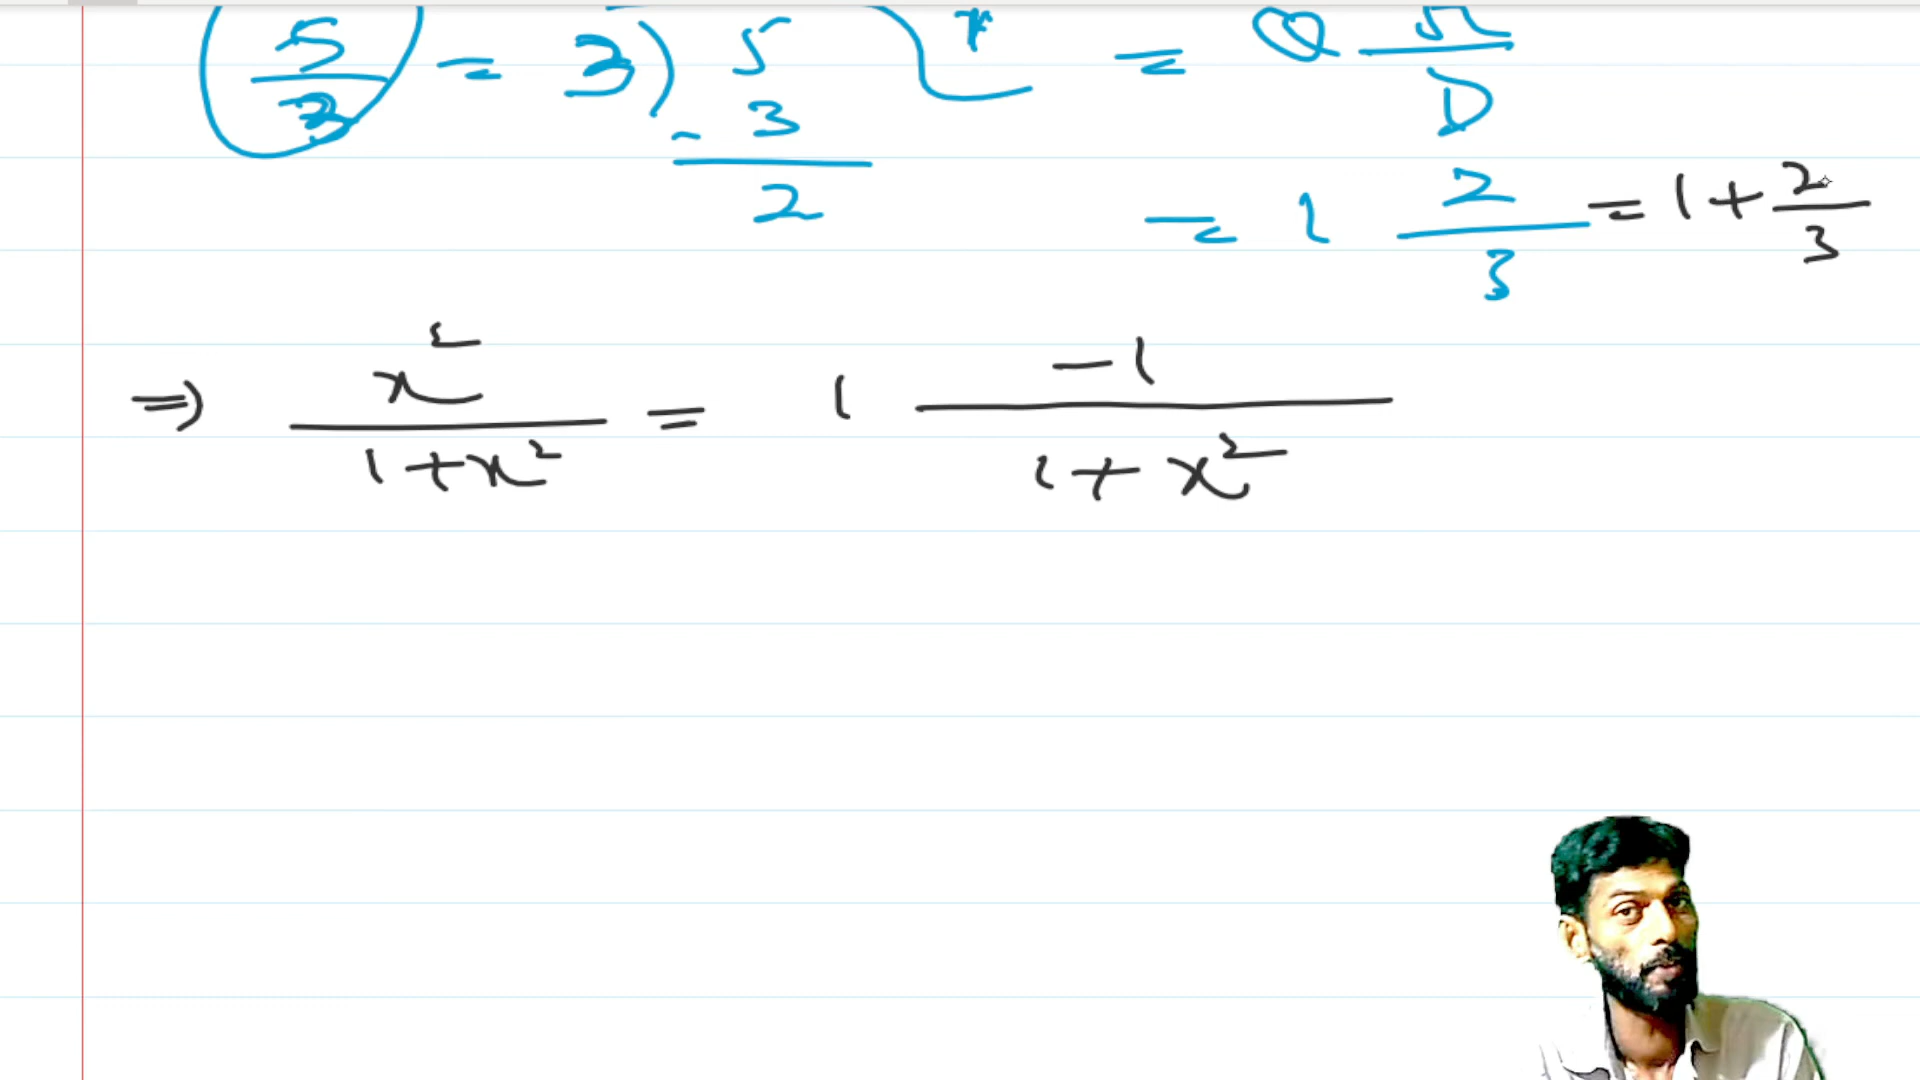 5/3 = 3) 5 = Q R/D
- 3
2
= 1 2/3 = 1 + 2/3
⇒ x²/(1+x²) = 1 -1/(1+x²)